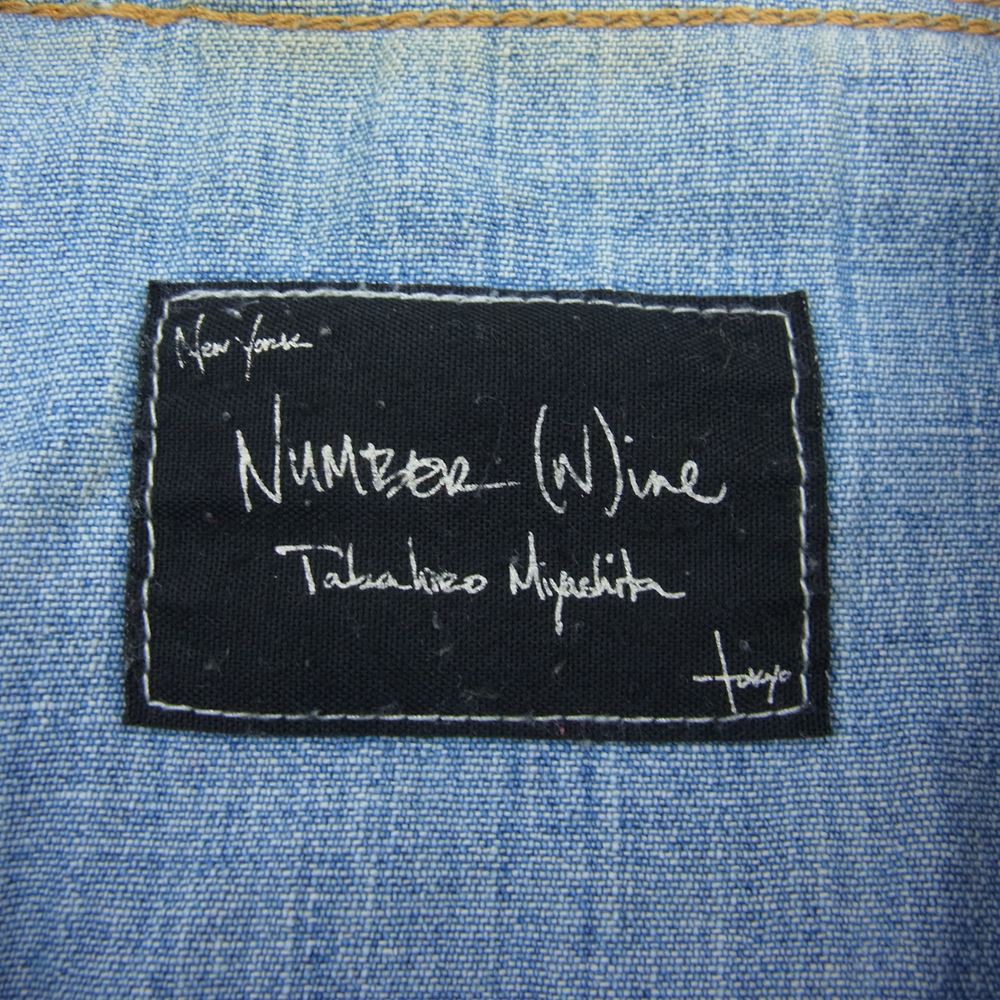 New York
NUMBER (N)ine
Takahiro Miyashita
tokyo